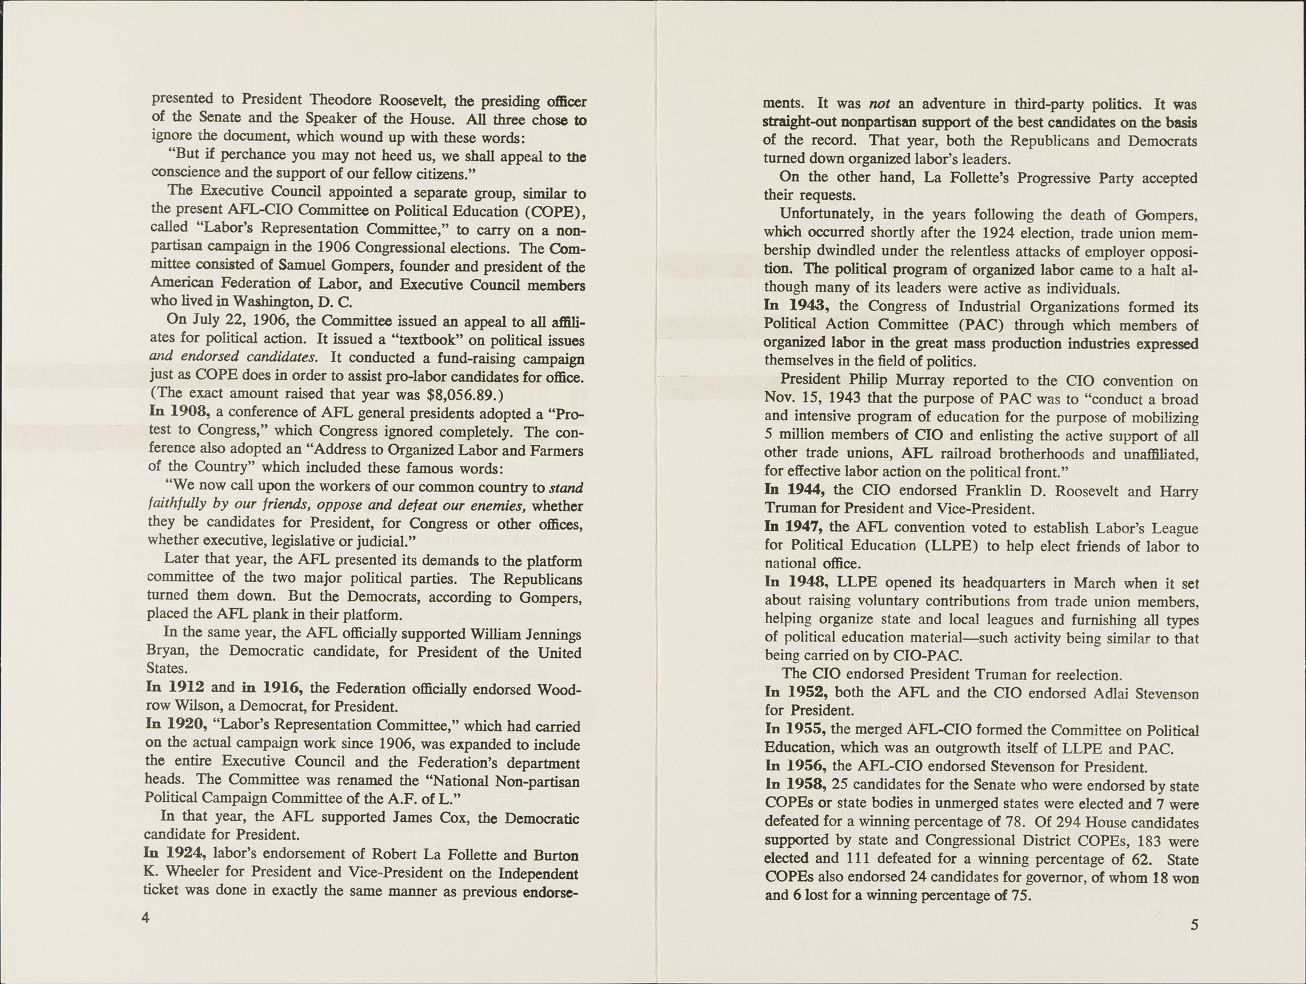 presented to President Theodore Roosevelt, the presiding officer
of the Senate and the Speaker of the House. All three chose to
ignore the document, which wound up with these words:
"But if perchance you may not heed us, we shall appeal to the
conscience and the support of our fellow citizens."
The Executive Council appointed a separate group, similar to
the present AFL-CIO Committee on Political Education (COPE),
called "Labor's Representation Committee," to carry on a non-
partisan campaign in the 1906 Congressional elections. The Com-
mittee consisted of Samuel Gompers, founder and president of the
American Federation of Labor, and Executive Council members
who lived in Washington, D. C.
On July 22, 1906, the Committee issued an appeal to all affili-
ates for political action. It issued a "textbook" on political issues
and endorsed candidates. It conducted a fund-raising campaign
just as COPE does in order to assist pro-labor candidates for office.
(The exact amount raised that year was $8,056.89.)
In 1908, a conference of AFL general presidents adopted a "Pro-
test to Congress," which Congress ignored completely. The con-
ference also adopted an "Address to Organized Labor and Farmers
of the Country" which included these famous words:
"We now call upon the workers of our common country to stand
faithfully by our friends, oppose and defeat our enemies, whether
they be candidates for President, for Congress or other offices,
whether executive, legislative or judicial."
Later that year, the AFL presented its demands to the platform
committee of the two major political parties. The Republicans
turned them down. But the Democrats, according to Gompers,
placed the AFL plank in their platform.
In the same year, the AFL officially supported William Jennings
Bryan, the Democratic candidate, for President of the United
States.
In 1912 and in 1916, the Federation officially endorsed Wood-
row Wilson, a Democrat, for President.
In 1920, "Labor's Representation Committee," which had carried
on the actual campaign work since 1906, was expanded to include
the entire Executive Council and the Federation's department
heads. The Committee was renamed the "National Non-partisan
Political Campaign Committee of the A.F. of L."
In that year, the AFL supported James Cox, the Democratic
candidate for President.
In 1924, labor's endorsement of Robert La Follette and Burton
K. Wheeler for President and Vice-President on the Independent
ticket was done in exactly the same manner as previous endorse-
4
ments. It was not an adventure in third-party politics. It was
straight-out nonpartisan support of the best candidates on the basis
of the record. That year, both the Republicans and Democrats
turned down organized labor's leaders.
On the other hand, La Follette's Progressive Party accepted
their requests.
Unfortunately, in the years following the death of Gompers,
which occurred shortly after the 1924 election, trade union mem-
bership dwindled under the relentless attacks of employer opposi-
tion. The political program of organized labor came to a halt al-
though many of its leaders were active as individuals.
In 1943, the Congress of Industrial Organizations formed its
Political Action Committee (PAC) through which members of
organized labor in the great mass production industries expressed
themselves in the field of politics.
President Philip Murray reported to the CIO convention on
Nov. 15, 1943 that the purpose of PAC was to "conduct a broad
and intensive program of education for the purpose of mobilizing
5 million members of CIO and enlisting the active support of all
other trade unions, AFL railroad brotherhoods and unaffiliated,
for effective labor action on the political front."
In 1944, the CIO endorsed Franklin D. Roosevelt and Harry
Truman for President and Vice-President.
In 1947, the AFL convention voted to establish Labor's League
for Political Education (LLPE) to help elect friends of labor to
national office.
In 1948, LLPE opened its headquarters in March when it set
about raising voluntary contributions from trade union members,
helping organize state and local leagues and furnishing all types
of political education material—such activity being similar to that
being carried on by CIO-PAC.
The CIO endorsed President Truman for reelection.
In 1952, both the AFL and the CIO endorsed Adlai Stevenson
for President.
In 1955, the merged AFL-CIO formed the Committee on Political
Education, which was an outgrowth itself of LLPE and PAC.
In 1956, the AFL-CIO endorsed Stevenson for President.
In 1958, 25 candidates for the Senate who were endorsed by state
COPEs or state bodies in unmerged states were elected and 7 were
defeated for a winning percentage of 78. Of 294 House candidates
supported by state and Congressional District COPEs, 183 were
elected and 111 defeated for a winning percentage of 62. State
COPEs also endorsed 24 candidates for governor, of whom 18 won
and 6 lost for a winning percentage of 75.
5